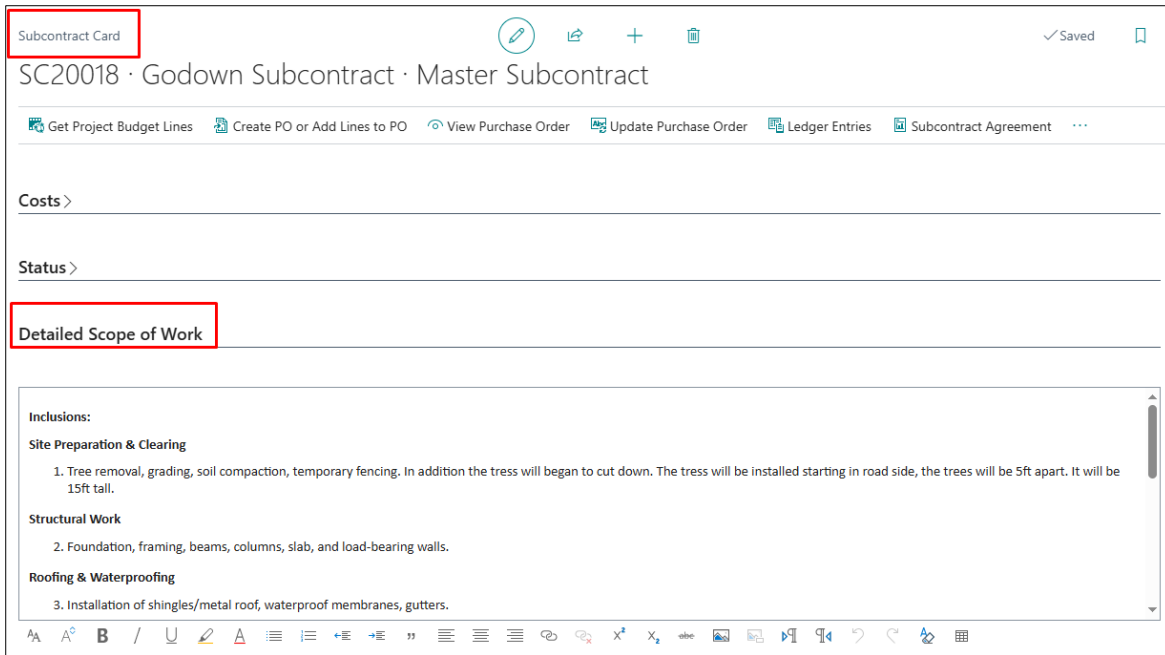 Subcontract Card
Saved
SC20018 · Godown Subcontract · Master Subcontract
Get Project Budget Lines Create PO or Add Lines to PO View Purchase Order Update Purchase Order Ledger Entries Subcontract Agreement ...
Costs >
Status >
Detailed Scope of Work
Inclusions:
Site Preparation & Clearing
1. Tree removal, grading, soil compaction, temporary fencing. In addition the tress will began to cut down. The tress will be installed starting in road side, the trees will be 5ft apart. It will be
15ft tall.
Structural Work
2. Foundation, framing, beams, columns, slab, and load-bearing walls.
Roofing & Waterproofing
3. Installation of shingles/metal roof, waterproof membranes, gutters.